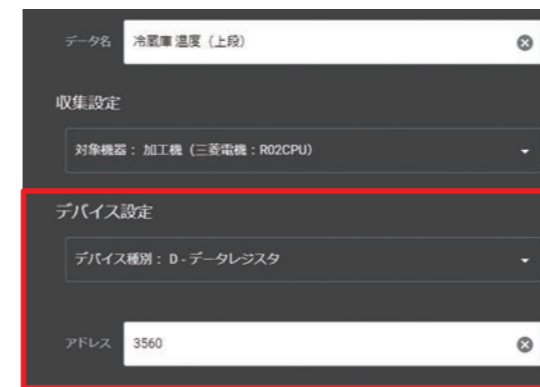 データ名 冷蔵庫 温度（上段）
収集設定
対象機器： 加工機（三菱電機：R02CPU）
デバイス設定
デバイス種別： D - データレジスタ
アドレス 3560